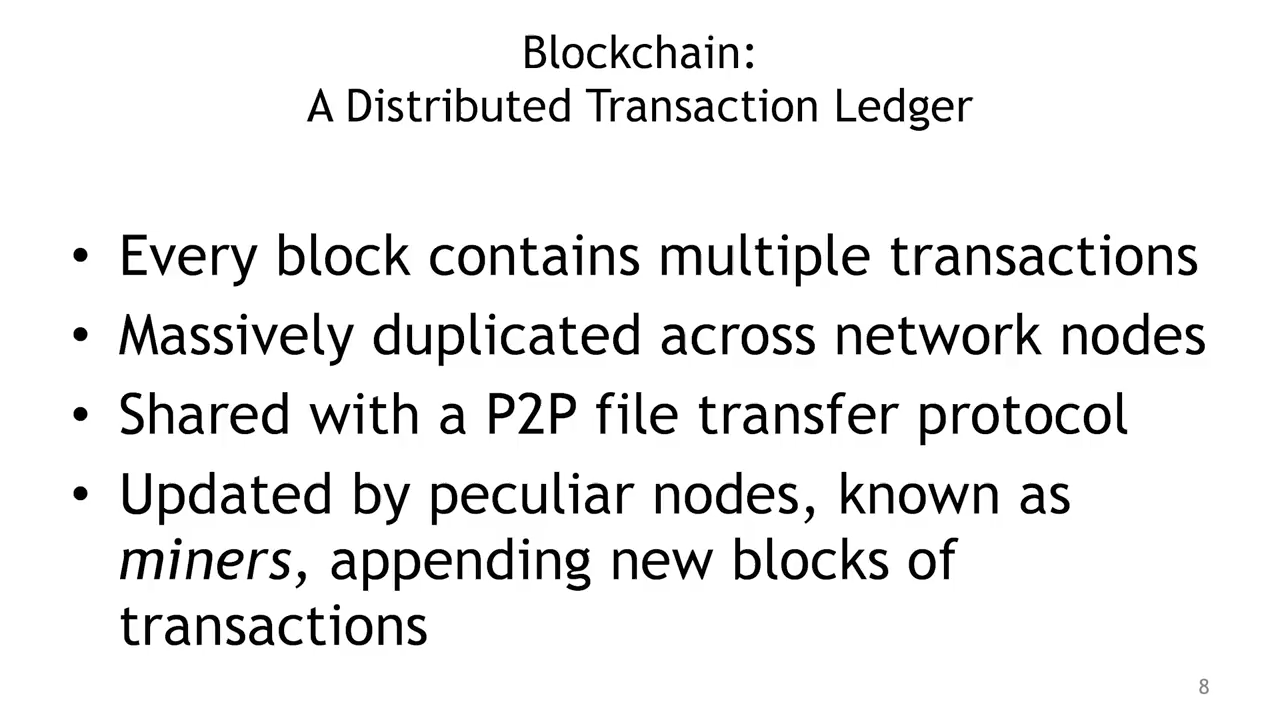 Blockchain:
A Distributed Transaction Ledger
• Every block contains multiple transactions
• Massively duplicated across network nodes
• Shared with a P2P file transfer protocol
• Updated by peculiar nodes, known as
miners, appending new blocks of
transactions
8